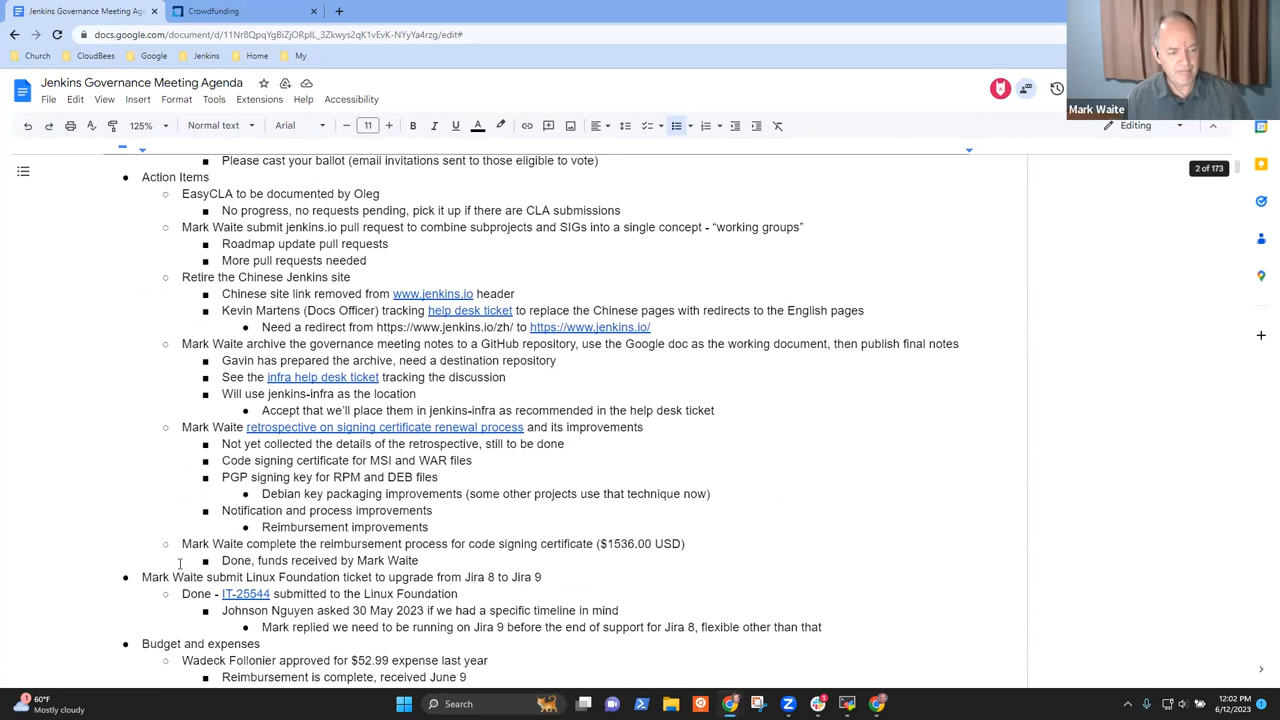 Jenkins Governance Meeting Agenda
Crowdfunding
docs.google.com/document/d/11Nr8QpqYgBiZjORpIL_3Zkwys2qK1vEvK-NYyYa4rzg/edit#
Church CloudBees Google Jenkins Home My
Jenkins Governance Meeting Agenda
File Edit View Insert Format Tools Extensions Help Accessibility
125% Normal text Arial 11 Editing
Mark Waite
2 of 173
Please cast your ballot (email invitations sent to those eligible to vote)
Action Items
EasyCLA to be documented by Oleg
No progress, no requests pending, pick it up if there are CLA submissions
Mark Waite submit jenkins.io pull request to combine subprojects and SIGs into a single concept - “working groups”
Roadmap update pull requests
More pull requests needed
Retire the Chinese Jenkins site
Chinese site link removed from www.jenkins.io header
Kevin Martens (Docs Officer) tracking help desk ticket to replace the Chinese pages with redirects to the English pages
Need a redirect from https://www.jenkins.io/zh/ to https://www.jenkins.io/
Mark Waite archive the governance meeting notes to a GitHub repository, use the Google doc as the working document, then publish final notes
Gavin has prepared the archive, need a destination repository
See the infra help desk ticket tracking the discussion
Will use jenkins-infra as the location
Accept that we’ll place them in jenkins-infra as recommended in the help desk ticket
Mark Waite retrospective on signing certificate renewal process and its improvements
Not yet collected the details of the retrospective, still to be done
Code signing certificate for MSI and WAR files
PGP signing key for RPM and DEB files
Debian key packaging improvements (some other projects use that technique now)
Notification and process improvements
Reimbursement improvements
Mark Waite complete the reimbursement process for code signing certificate ($1536.00 USD)
Done, funds received by Mark Waite
Mark Waite submit Linux Foundation ticket to upgrade from Jira 8 to Jira 9
Done - IT-25544 submitted to the Linux Foundation
Johnson Nguyen asked 30 May 2023 if we had a specific timeline in mind
Mark replied we need to be running on Jira 9 before the end of support for Jira 8, flexible other than that
Budget and expenses
Wadeck Follonier approved for $52.99 expense last year
Reimbursement is complete, received June 9
60°F
Mostly cloudy
Search
12:02 PM
6/12/2023